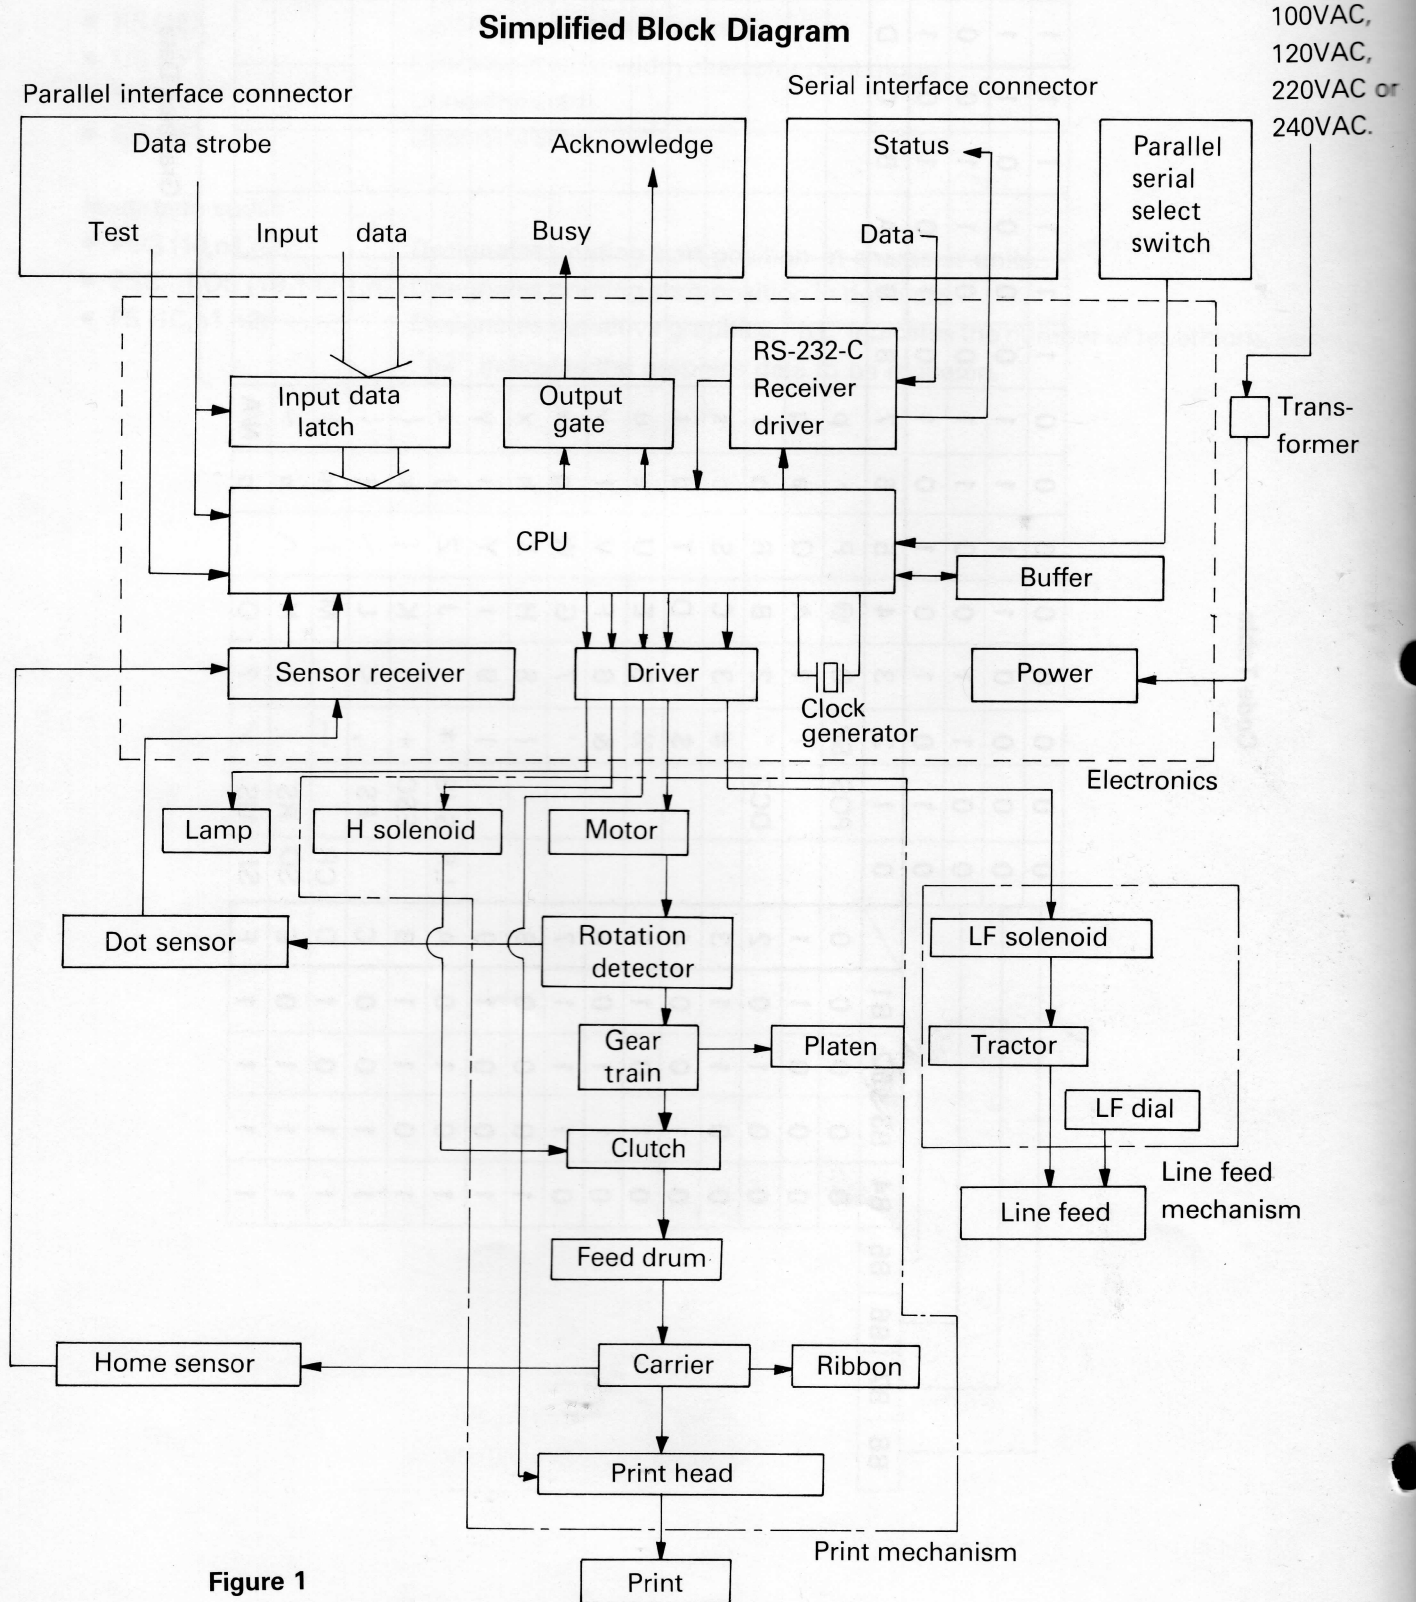 Simplified Block Diagram
100VAC,
120VAC,
220VAC or
240VAC.
Parallel interface connector
Serial interface connector
Data strobe
Acknowledge
Test
Input data
Busy
Status
Data
Parallel
serial
select
switch
RS-232-C
Receiver
driver
Input data
latch
Output
gate
Trans-
former
CPU
Buffer
Sensor receiver
Driver
Clock
generator
Power
Electronics
Lamp
H solenoid
Motor
Dot sensor
Rotation
detector
LF solenoid
Gear
train
Platen
Tractor
LF dial
Clutch
Line feed
mechanism
Line feed
Feed drum
Home sensor
Carrier
Ribbon
Print head
Print mechanism
Figure 1
Print